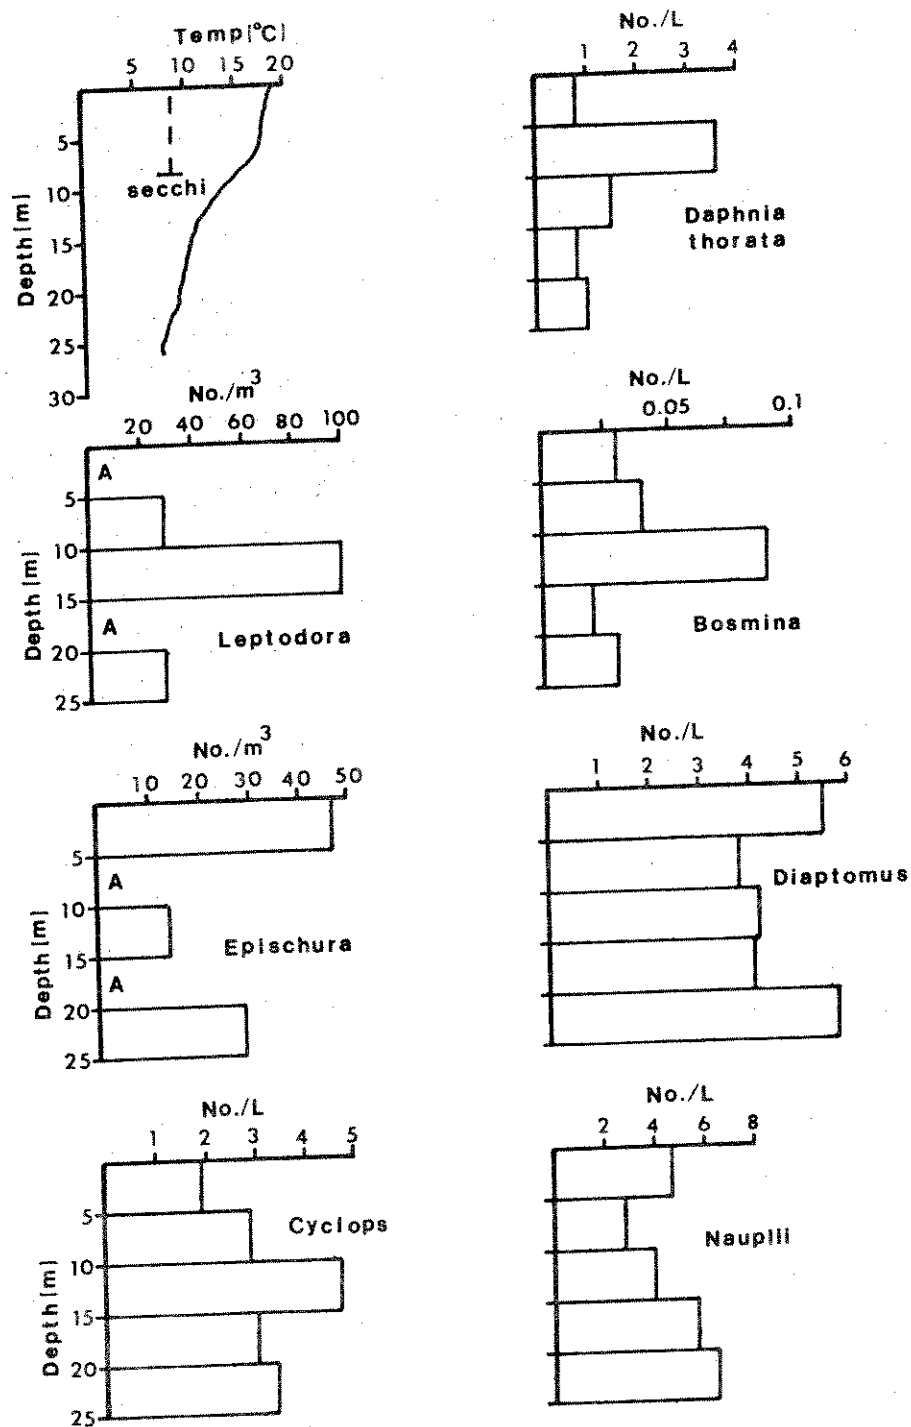 Temp(°C)
5 10 15 20
5
10
15
20
25
30
Depth(m)
secchi
No./L
1 2 3 4
Daphnia
thorata
No./m³
20 40 60 80 100
A
5
10
15
A
20
25
Depth(m)
Leptodora
No./L
0.05 0.1
Bosmina
No./m³
10 20 30 40 50
5
A
10
15
A
20
25
Depth(m)
Epischura
No./L
1 2 3 4 5 6
Diaptomus
No./L
1 2 3 4 5
5
10
15
20
25
Depth(m)
Cyclops
No./L
2 4 6 8
Nauplii